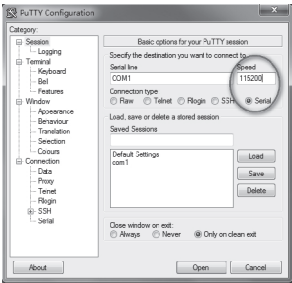 PuTTY Configuration
Category:
Session
Logging
Terminal
Keyboard
Bell
Features
Window
Appearance
Behaviour
Translation
Selection
Colours
Connection
Data
Proxy
Telnet
Rlogin
SSH
Serial
Basic options for your PuTTY session
Specify the destination you want to connect to
Serial line
Speed
COM1
115200
Connection type
Raw
Telnet
Rlogin
SSH
Serial
Load, save or delete a stored session
Saved Sessions
Default Settings
com1
Load
Save
Delete
Close window on exit:
Always
Never
Only on clean exit
About
Open
Cancel